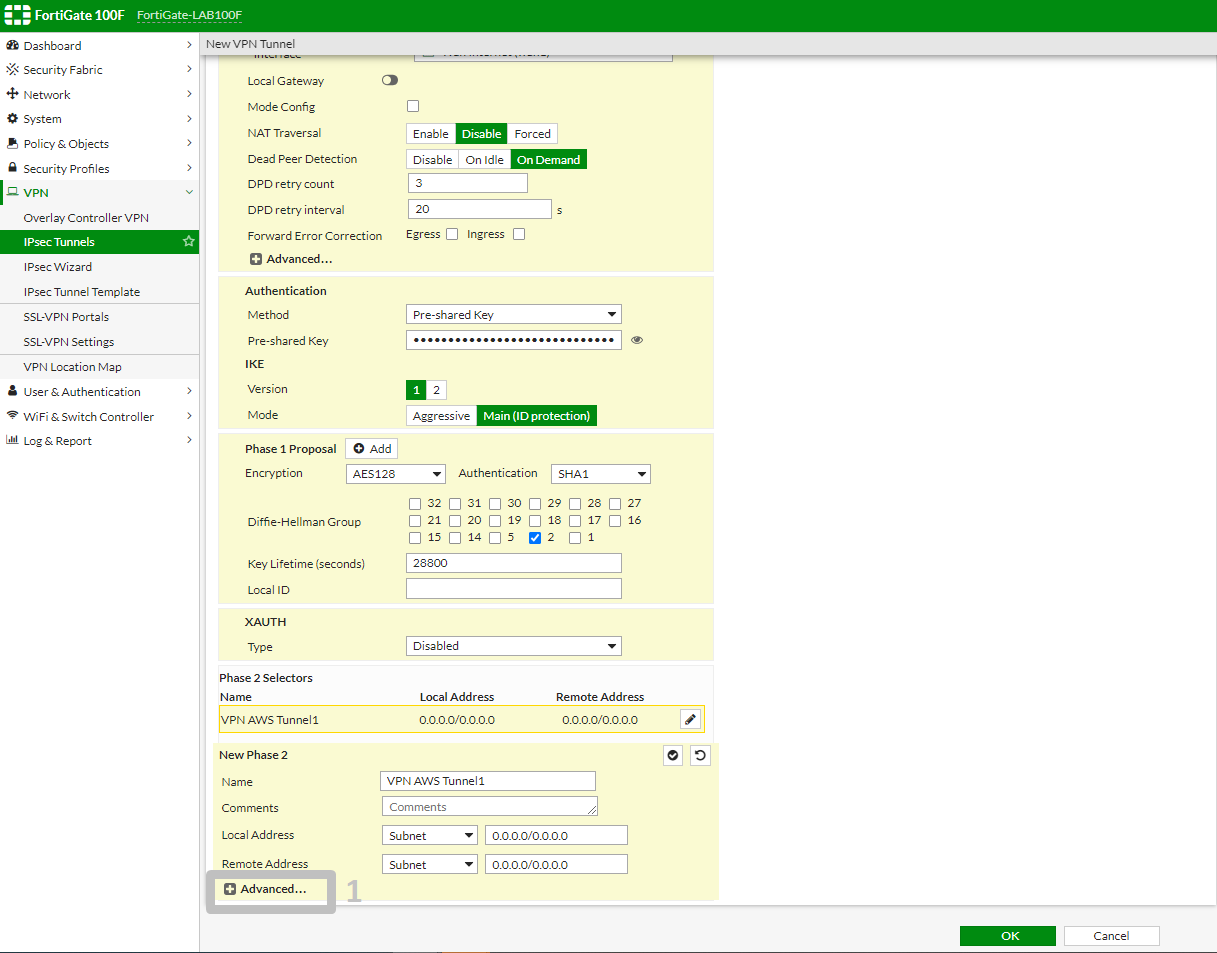 FortiGate 100F FortiGate-LAB100F
Dashboard
Security Fabric
Network
System
Policy & Objects
Security Profiles
VPN
Overlay Controller VPN
IPsec Tunnels
IPsec Wizard
IPsec Tunnel Template
SSL-VPN Portals
SSL-VPN Settings
VPN Location Map
User & Authentication
WiFi & Switch Controller
Log & Report
New VPN Tunnel
Interface
Local Gateway
Mode Config
NAT Traversal Enable Disable Forced
Dead Peer Detection Disable On Idle On Demand
DPD retry count 3
DPD retry interval 20 s
Forward Error Correction Egress Ingress
Advanced...
Authentication
Method Pre-shared Key
Pre-shared Key ••••••••••••••••••••••••••••••
IKE
Version 1 2
Mode Aggressive Main (ID protection)
Phase 1 Proposal Add
Encryption AES128 Authentication SHA1
32 31 30 29 28 27
Diffie-Hellman Group 21 20 19 18 17 16
15 14 5 2 1
Key Lifetime (seconds) 28800
Local ID
XAUTH
Type Disabled
Phase 2 Selectors
Name Local Address Remote Address
VPN AWS Tunnel1 0.0.0.0/0.0.0.0 0.0.0.0/0.0.0.0
New Phase 2
Name VPN AWS Tunnel1
Comments Comments
Local Address Subnet 0.0.0.0/0.0.0.0
Remote Address Subnet 0.0.0.0/0.0.0.0
Advanced... 1
OK Cancel